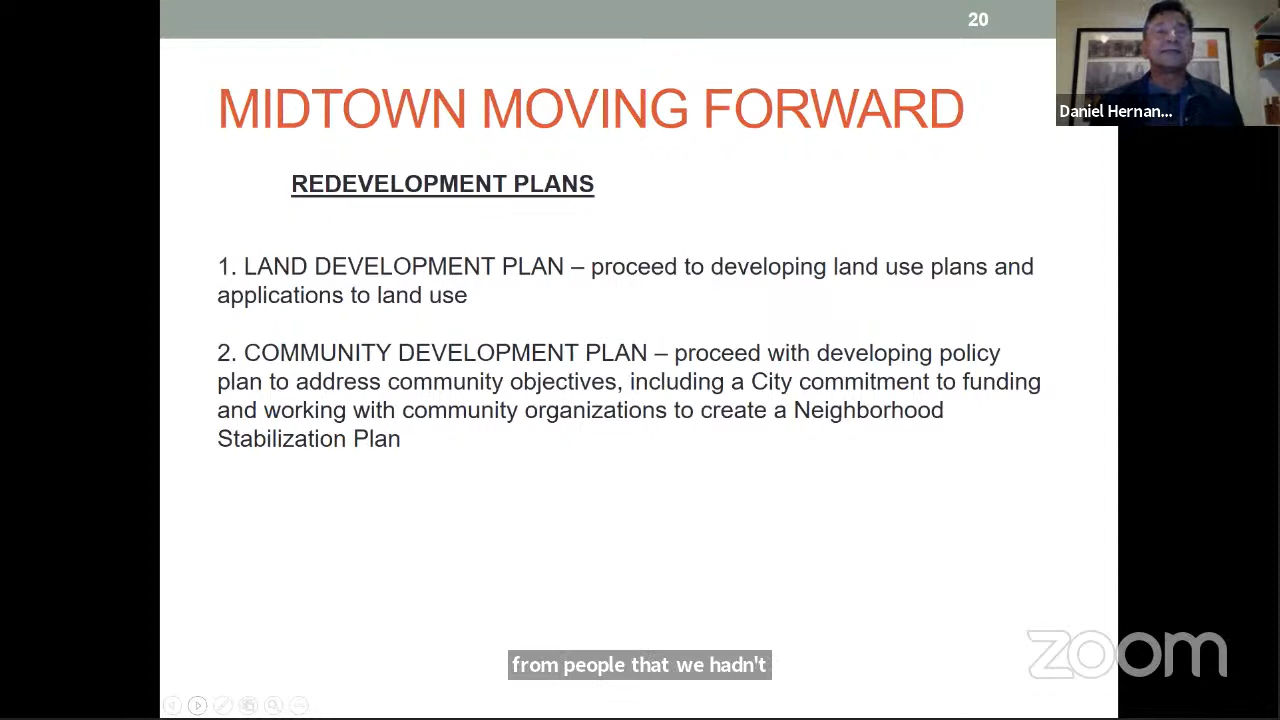 20
MIDTOWN MOVING FORWARD
Daniel Hernan...
REDEVELOPMENT PLANS
1. LAND DEVELOPMENT PLAN – proceed to developing land use plans and
applications to land use
2. COMMUNITY DEVELOPMENT PLAN – proceed with developing policy
plan to address community objectives, including a City commitment to funding
and working with community organizations to create a Neighborhood
Stabilization Plan
from people that we hadn't
zoom